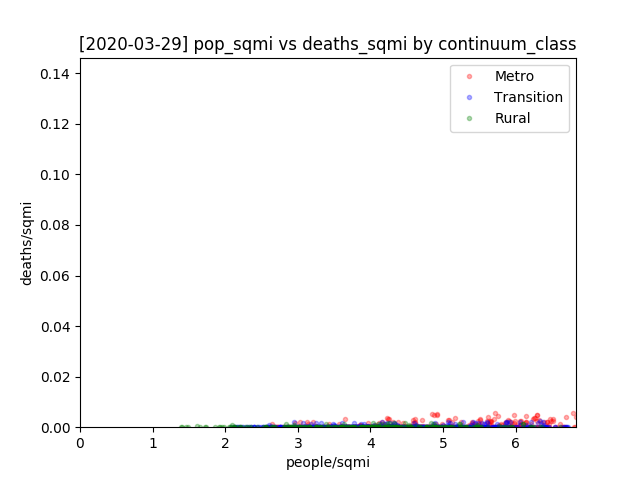 [2020-03-29] pop_sqmi vs deaths_sqmi by continuum_class
Metro
Transition
Rural
0.14
0.12
0.10
0.08
0.06
0.04
0.02
0.00
deaths/sqmi
0 1 2 3 4 5 6
people/sqmi